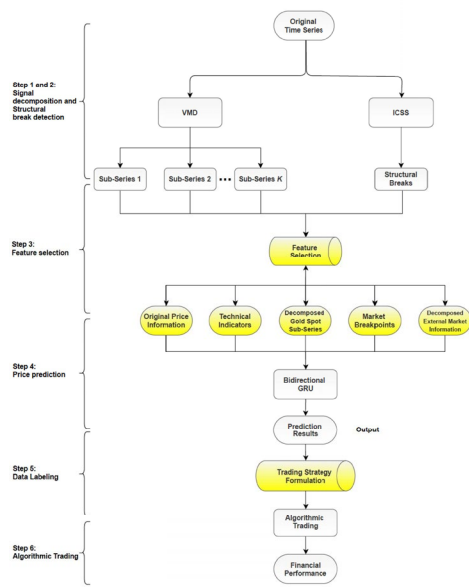 Original
Time Series
Step 1 and 2:
Signal
decomposition and
Structural
break detection
VMD
ICSS
Sub-Series 1
Sub-Series 2
•••
Sub-Series K
Structural
Breaks
Step 3:
Feature selection
Feature
Selection
Original Price
Information
Technical
Indicators
Decomposed
Gold Spot
Sub-Series
Market
Breakpoints
Decomposed
External Market
Information
Step 4:
Price prediction
Bidirectional
GRU
Prediction
Results
Output
Step 5:
Data Labeling
Trading Strategy
Formulation
Step 6:
Algorithmic Trading
Algorithmic
Trading
Financial
Performance